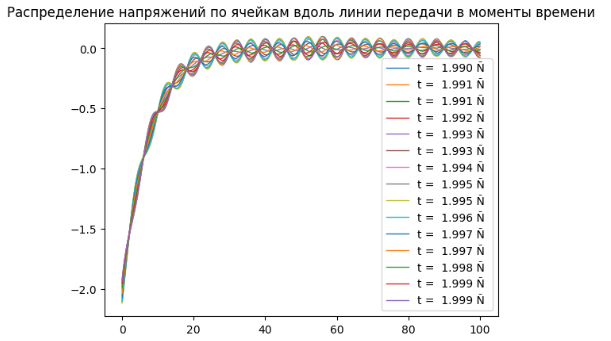 Распределение напряжений по ячейкам вдоль линии передачи в моменты времени
0.0
−0.5
−1.0
−1.5
−2.0
0
20
40
60
80
100
t = 1.990 Ñ
t = 1.991 Ñ
t = 1.991 Ñ
t = 1.992 Ñ
t = 1.993 Ñ
t = 1.993 Ñ
t = 1.994 Ñ
t = 1.995 Ñ
t = 1.995 Ñ
t = 1.996 Ñ
t = 1.997 Ñ
t = 1.997 Ñ
t = 1.998 Ñ
t = 1.999 Ñ
t = 1.999 Ñ